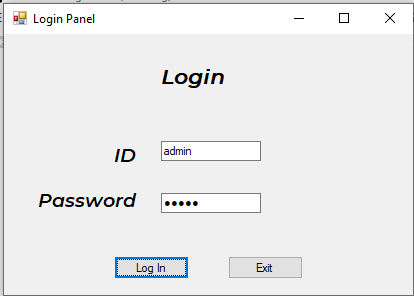 Login Panel
Login
ID
admin
Password
•••••
Log In
Exit